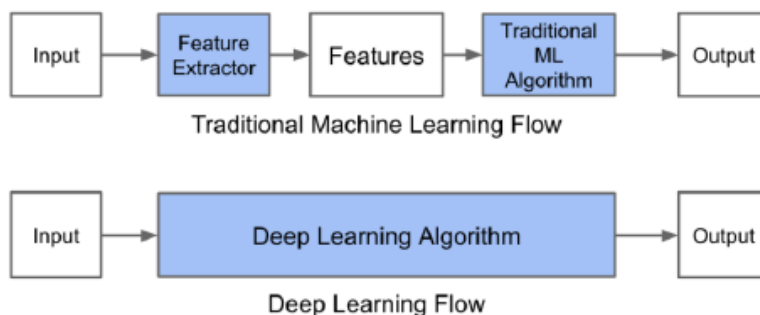 Input
Feature
Extractor
Features
Traditional
ML
Algorithm
Output
Traditional Machine Learning Flow
Input
Deep Learning Algorithm
Output
Deep Learning Flow